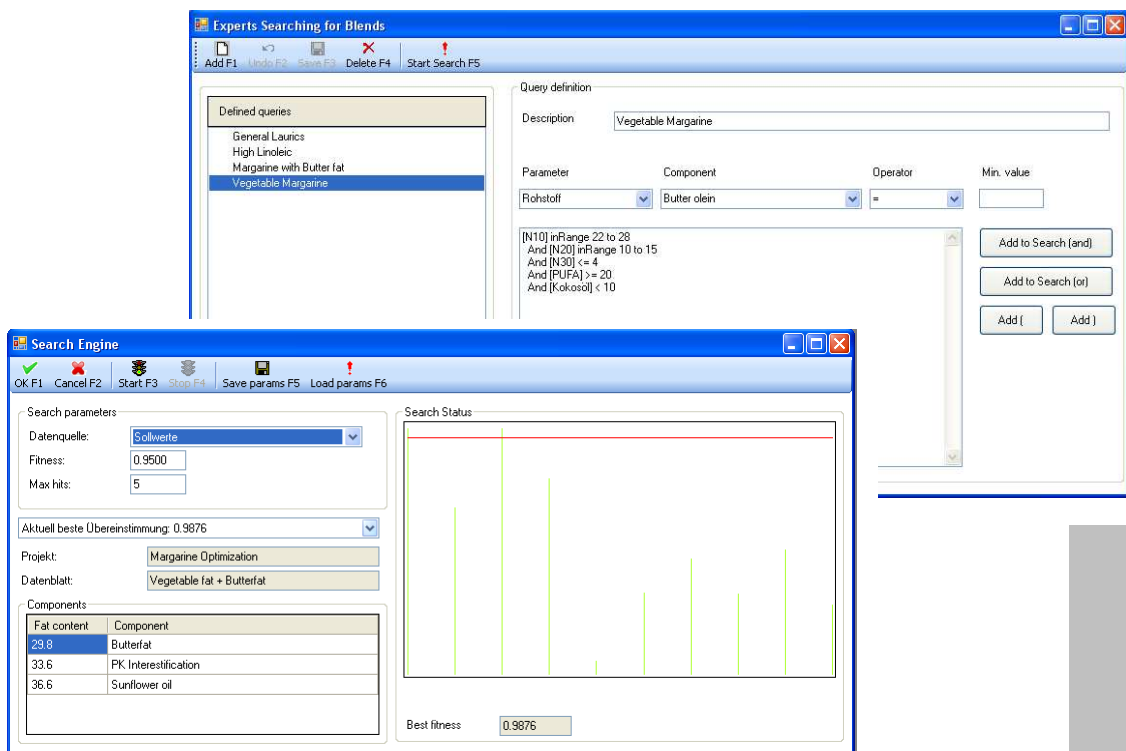 Experts Searching for Blends
Add F1 Undo F2 Save F3 Delete F4 Start Search F5
Defined queries
General Laurics
High Linoleic
Margarine with Butter fat
Vegetable Margarine
Query definition
Description Vegetable Margarine
Parameter Component Operator Min. value
Rohstoff Butter olein =
[N10] inRange 22 to 28
And [N20] inRange 10 to 15
And [N30] <= 4
And [PUFA] >= 20
And [Kokosöl] < 10
Add to Search (and)
Add to Search (or)
Add ( Add )
Search Engine
OK F1 Cancel F2 Start F3 Stop F4 Save params F5 Load params F6
Search parameters
Datenquelle: Sollwerte
Fitness: 0.9500
Max hits: 5
Aktuell beste Übereinstimmung: 0.9876
Projekt: Margarine Optimization
Datenblatt: Vegetable fat + Butterfat
Components
Fat content Component
29.8 Butterfat
33.6 PK Interestification
36.6 Sunflower oil
Search Status
Best fitness 0.9876